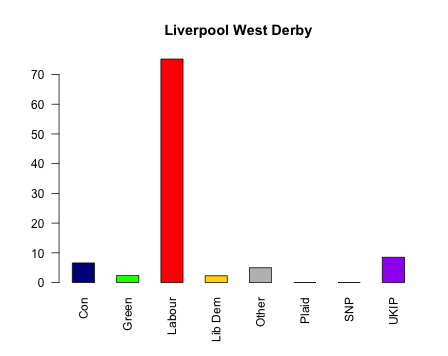 Liverpool West Derby
70
60
50
40
30
20
10
0
Con
Green
Labour
Lib Dem
Other
Plaid
SNP
UKIP